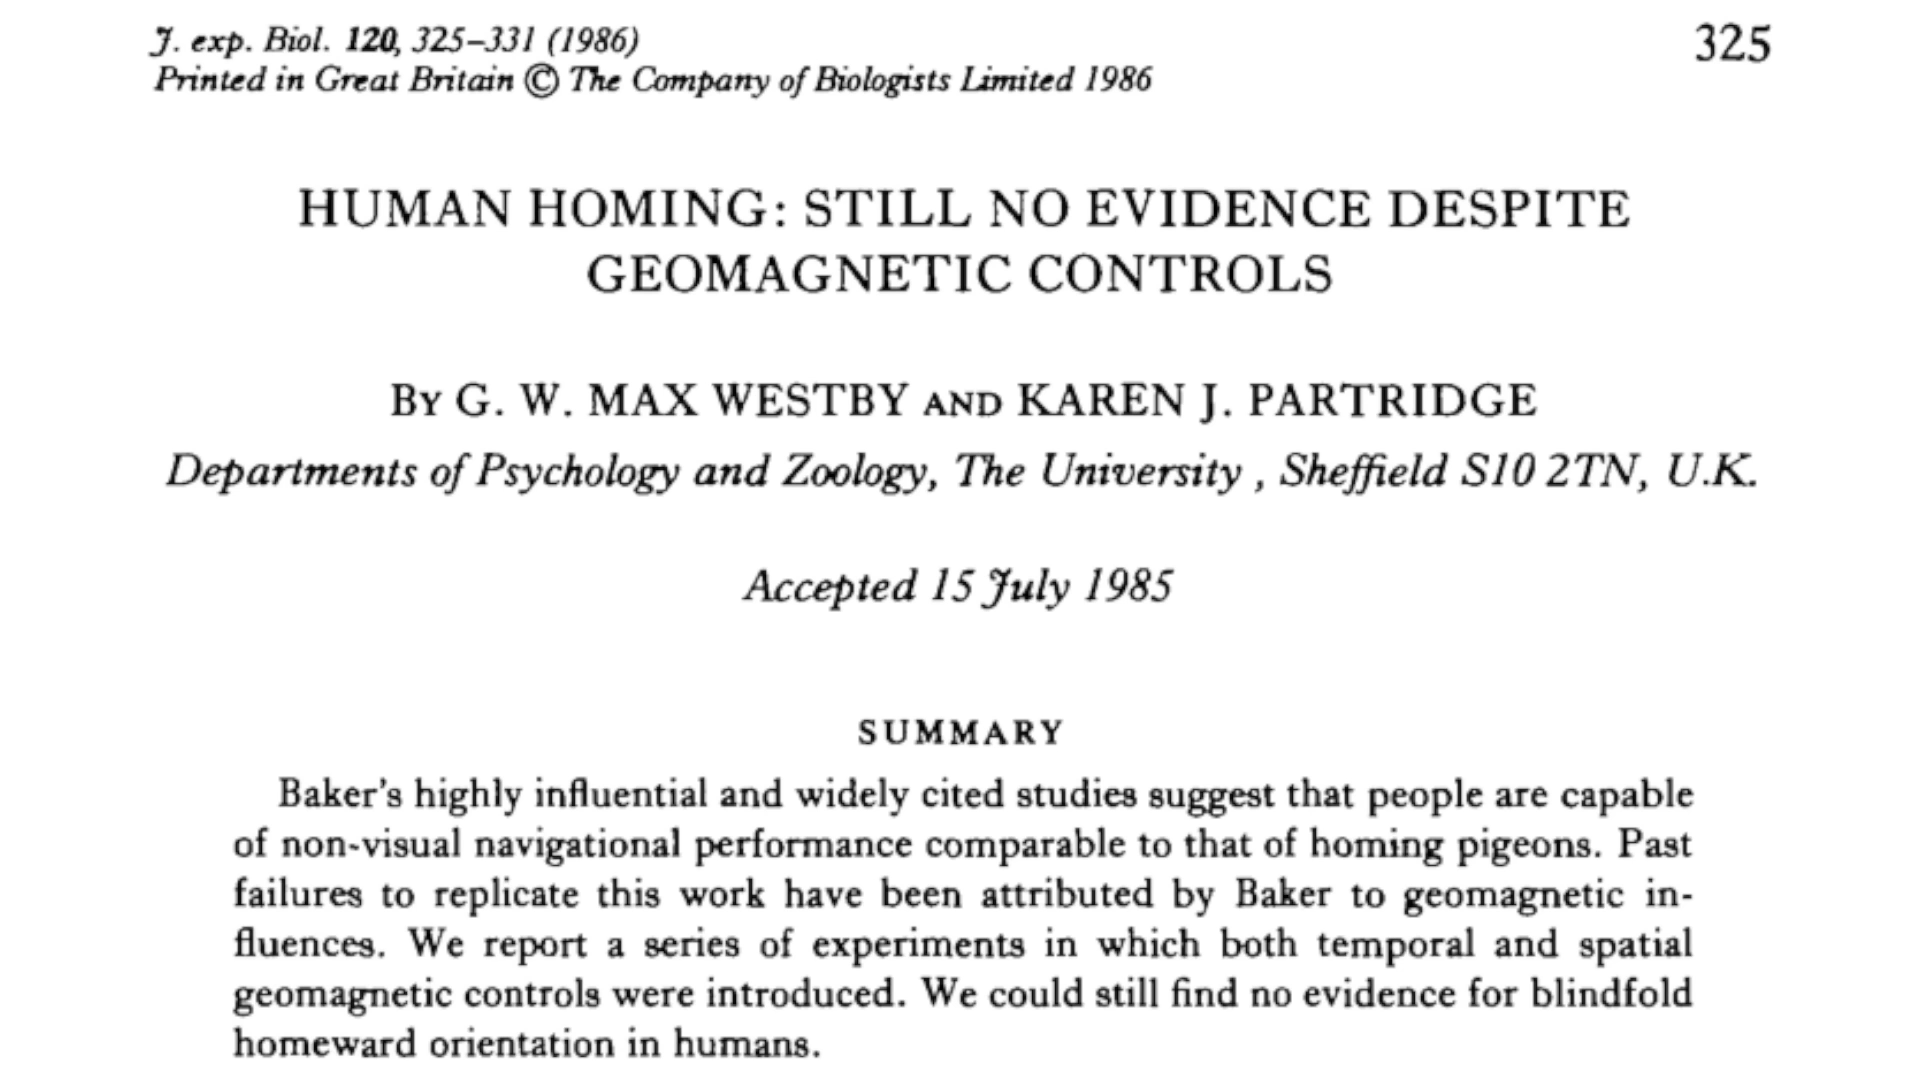 J. exp. Biol. 120, 325–331 (1986)
325
Printed in Great Britain © The Company of Biologists Limited 1986
HUMAN HOMING: STILL NO EVIDENCE DESPITE
GEOMAGNETIC CONTROLS
By G. W. MAX WESTBY AND KAREN J. PARTRIDGE
Departments of Psychology and Zoology, The University , Sheffield S10 2TN, U.K.
Accepted 15 July 1985
SUMMARY
Baker's highly influential and widely cited studies suggest that people are capable
of non-visual navigational performance comparable to that of homing pigeons. Past
failures to replicate this work have been attributed by Baker to geomagnetic in-
fluences. We report a series of experiments in which both temporal and spatial
geomagnetic controls were introduced. We could still find no evidence for blindfold
homeward orientation in humans.